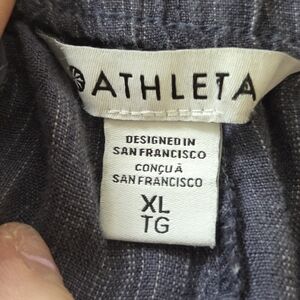 ATHLETA
DESIGNED IN
SAN FRANCISCO
CONÇU À
SAN FRANCISCO
XL
TG